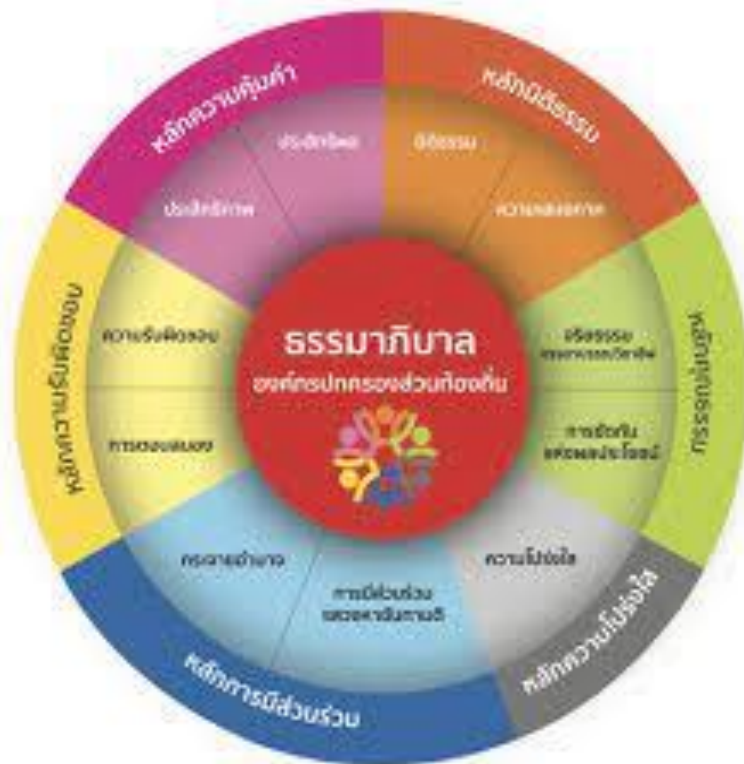 ธรรมาภิบาล
องค์กรปกครองส่วนท้องถิ่น
หลักนิติธรรม
นิติธรรม
ความเสมอภาค
หลักคุณธรรม
จริยธรรม
การขัดกัน
แห่งผลประโยชน์
หลักความโปร่งใส
ความโปร่งใส
หลักการมีส่วนร่วม
การมีส่วนร่วม
แสวงหาฉันทามติ
กระจายอำนาจ
หลักความรับผิดชอบ
การตอบสนอง
ความรับผิดชอบ
หลักความคุ้มค่า
ประสิทธิภาพ
ประสิทธิผล